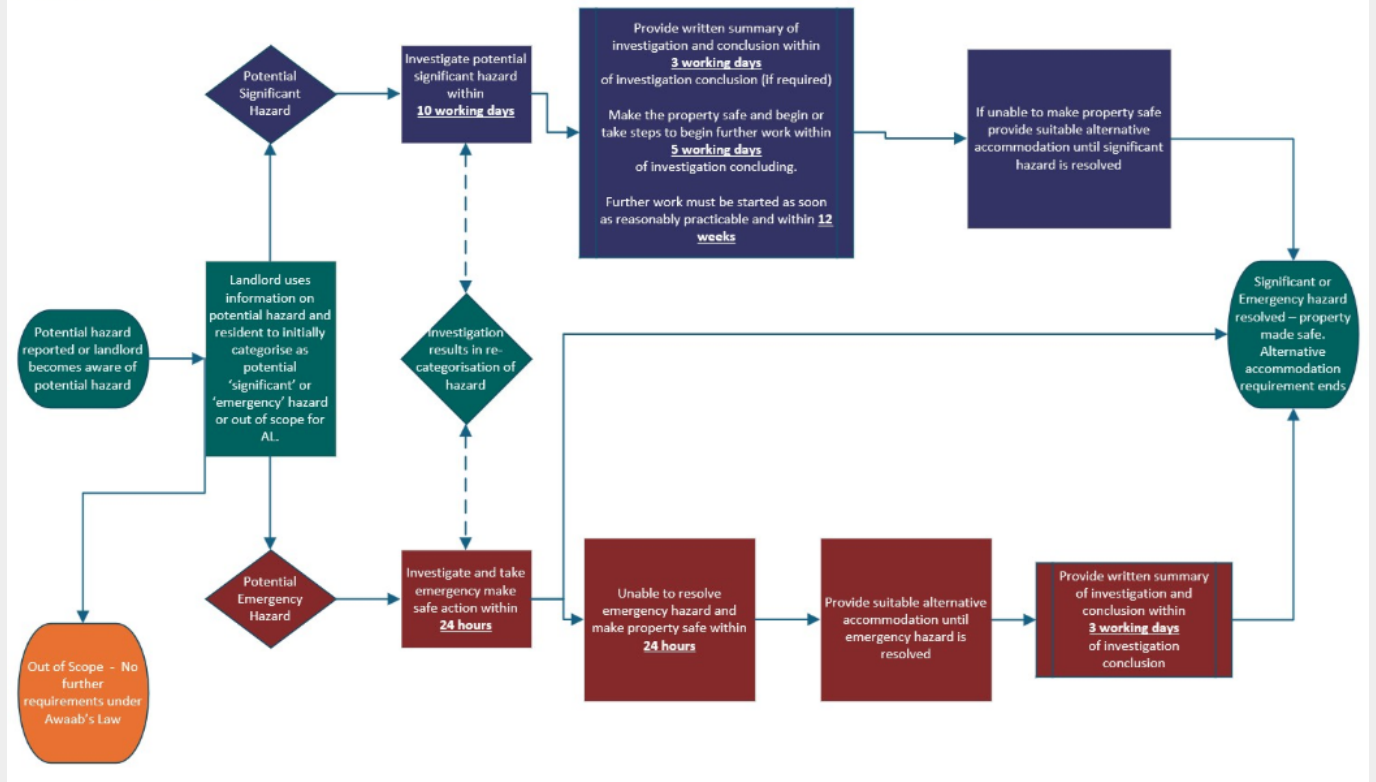 Potential
Significant
Hazard
Investigate potential
significant hazard
within
10 working days
Provide written summary of
investigation and conclusion within
3 working days
of investigation conclusion (if required)
Make the property safe and begin or
take steps to begin further work within
5 working days
of investigation concluding.
Further work must be started as soon
as reasonably practicable and within 12
weeks
If unable to make property safe
provide suitable alternative
accommodation until significant
hazard is resolved
Potential hazard
reported or landlord
becomes aware of
potential hazard
Landlord uses
information on
potential hazard and
resident to initially
categorise as
potential
‘significant’ or
‘emergency’ hazard
or out of scope for
AL.
Investigation
results in re-
categorisation of
hazard
Significant or
Emergency hazard
resolved – property
made safe.
Alternative
accommodation
requirement ends
Potential
Emergency
Hazard
Investigate and take
emergency make
safe action within
24 hours
Unable to resolve
emergency hazard and
make property safe within
24 hours
Provide suitable alternative
accommodation until
emergency hazard is
resolved
Provide written summary
of investigation and
conclusion within
3 working days
of investigation
conclusion
Out of Scope - No
further
requirements under
Awaab’s Law